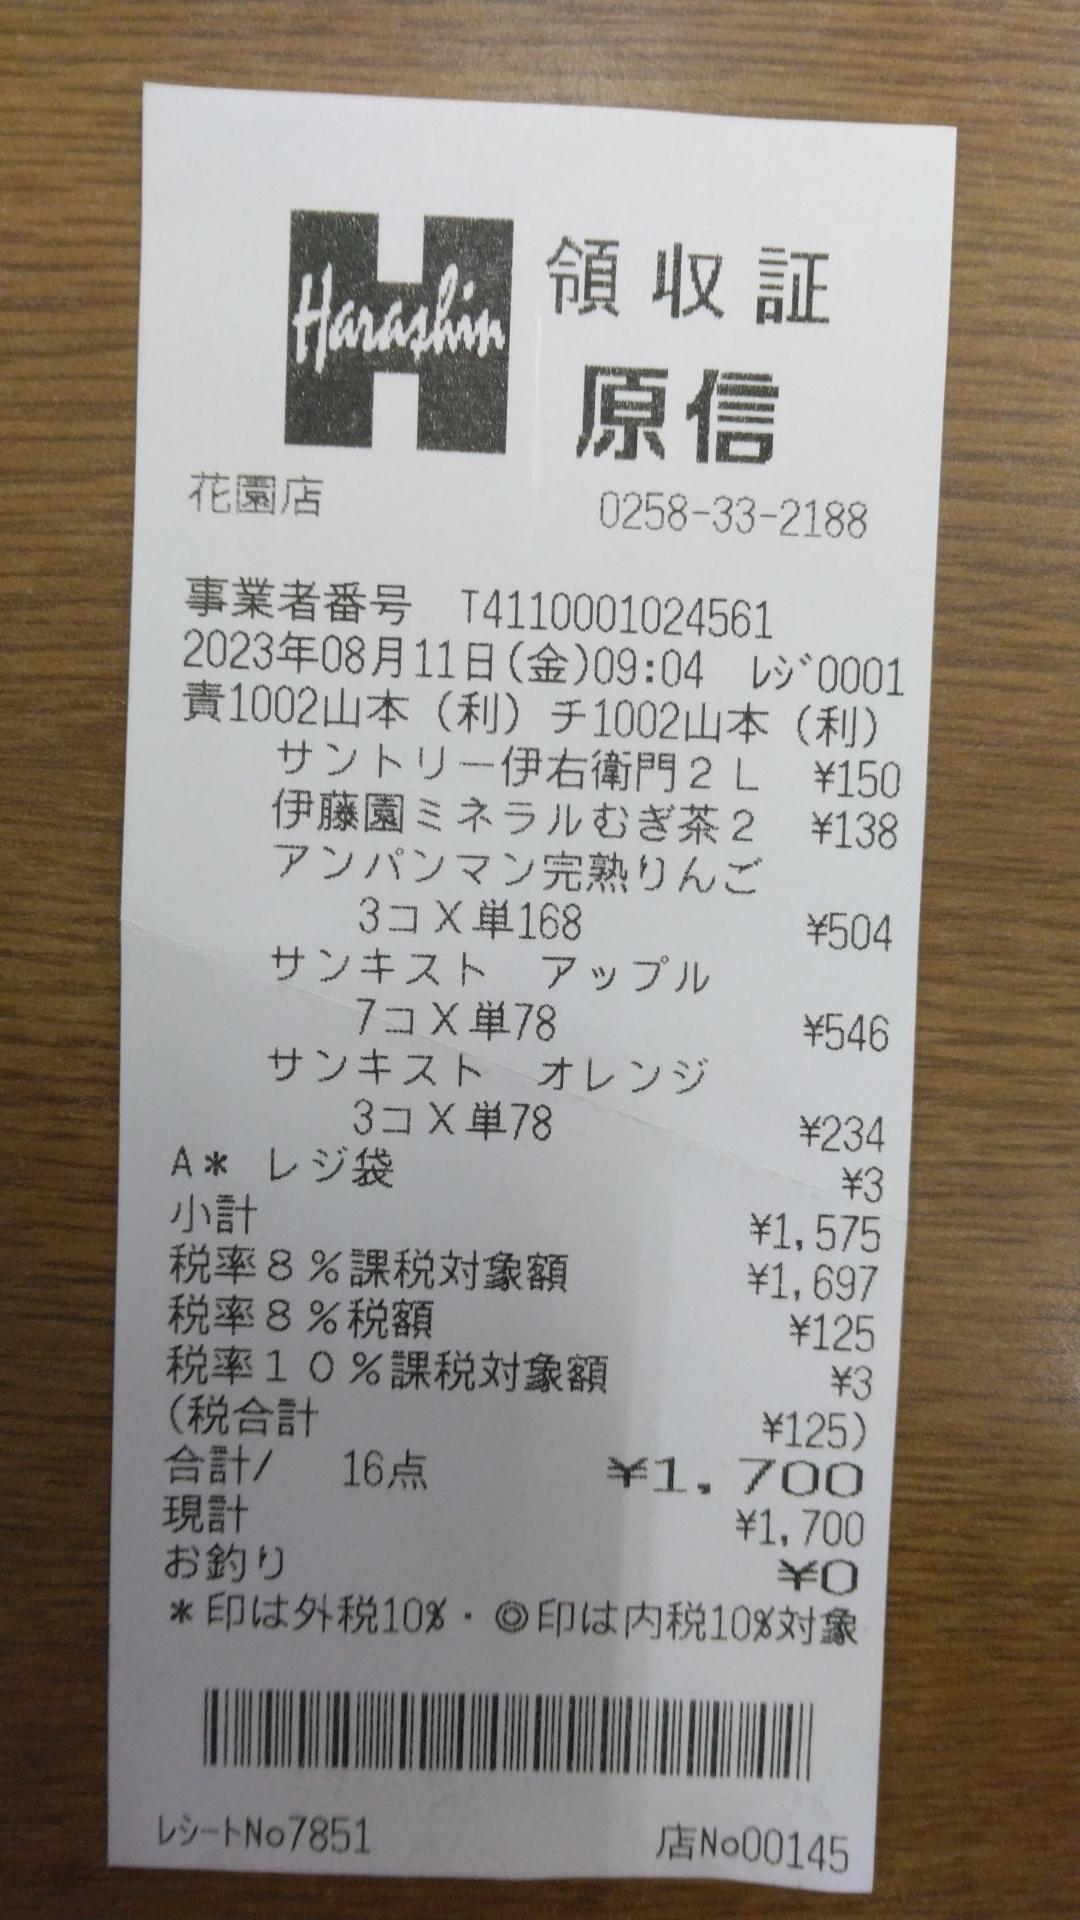 Harashin
領収証
原信
花園店 0258-33-2188
事業者番号 T4110001024561
2023年08月11日(金)09:04 ﾚｼﾞ0001
責1002山本（利）チ1002山本（利）
サントリー伊右衛門２Ｌ ¥150
伊藤園ミネラルむぎ茶２ ¥138
アンパンマン完熟りんご
3コX単168 ¥504
サンキスト アップル
7コX単78 ¥546
サンキスト オレンジ
3コX単78 ¥234
A* レジ袋 ¥3
小計 ¥1,575
税率８％課税対象額 ¥1,697
税率８％税額 ¥125
税率１０％課税対象額 ¥3
(税合計 ¥125)
合計/ 16点 ¥1,700
現計 ¥1,700
お釣り ¥0
*印は外税10%・◎印は内税10%対象
ﾚｼｰﾄNo7851 店No00145